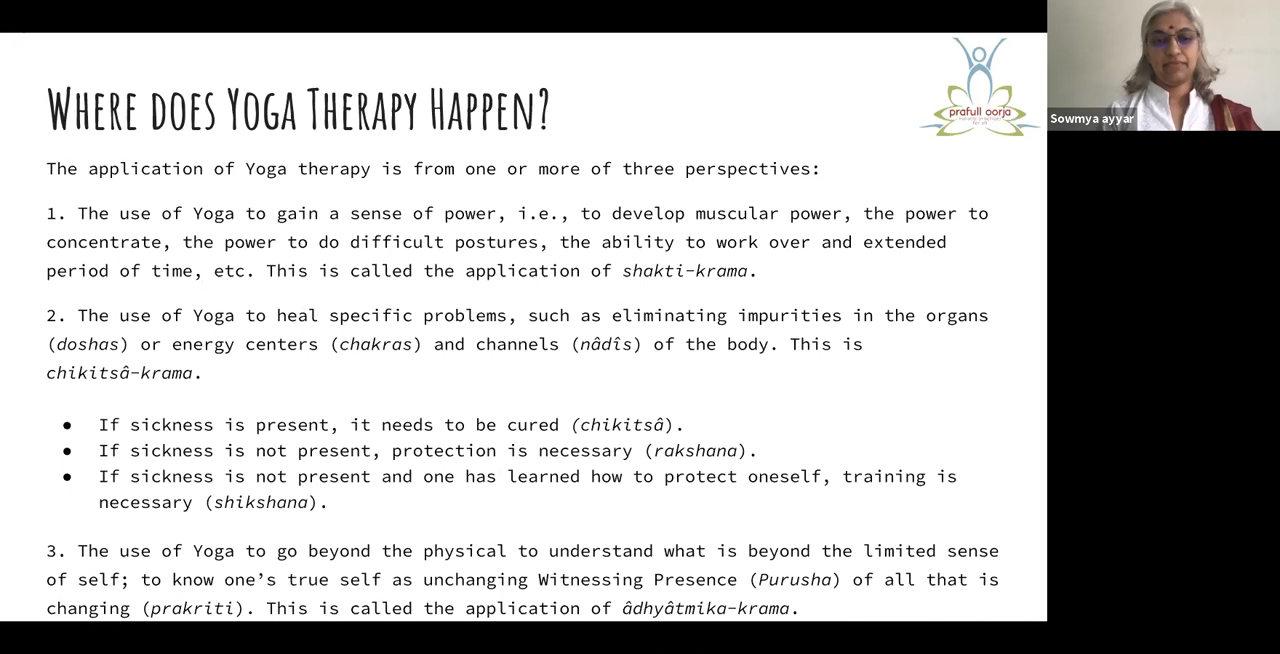 WHERE DOES YOGA THERAPY HAPPEN?
prafull oorja
Sowmya ayyar
The application of Yoga therapy is from one or more of three perspectives:
1. The use of Yoga to gain a sense of power, i.e., to develop muscular power, the power to
concentrate, the power to do difficult postures, the ability to work over and extended
period of time, etc. This is called the application of shakti-krama.
2. The use of Yoga to heal specific problems, such as eliminating impurities in the organs
(doshas) or energy centers (chakras) and channels (nâdîs) of the body. This is
chikitsâ-krama.
● If sickness is present, it needs to be cured (chikitsâ).
● If sickness is not present, protection is necessary (rakshana).
● If sickness is not present and one has learned how to protect oneself, training is
necessary (shikshana).
3. The use of Yoga to go beyond the physical to understand what is beyond the limited sense
of self; to know one’s true self as unchanging Witnessing Presence (Purusha) of all that is
changing (prakriti). This is called the application of âdhyâtmika-krama.